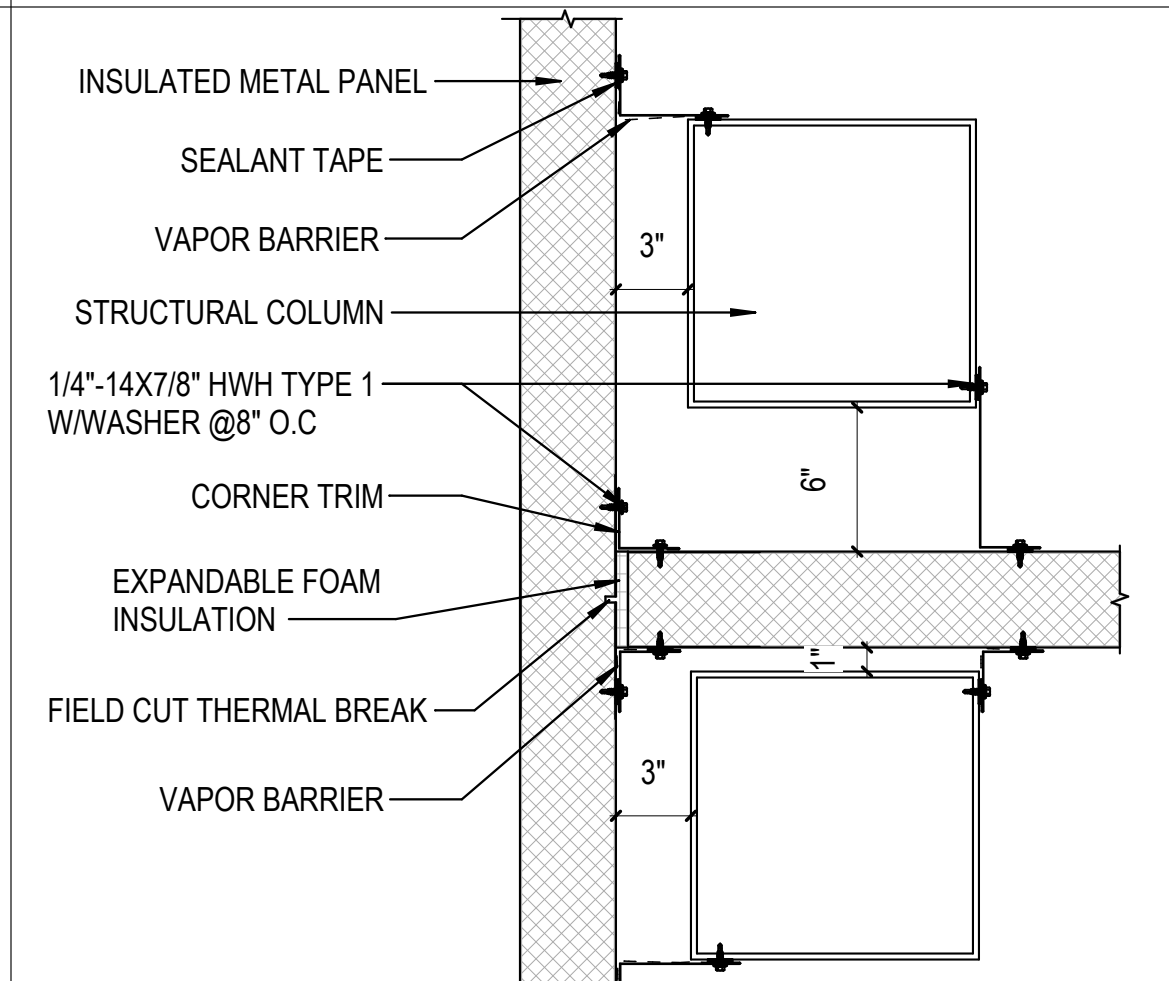 INSULATED METAL PANEL
SEALANT TAPE
VAPOR BARRIER
3"
STRUCTURAL COLUMN
1/4"-14X7/8" HWH TYPE 1
W/WASHER @8" O.C
6"
CORNER TRIM
EXPANDABLE FOAM
INSULATION
1"
FIELD CUT THERMAL BREAK
3"
VAPOR BARRIER